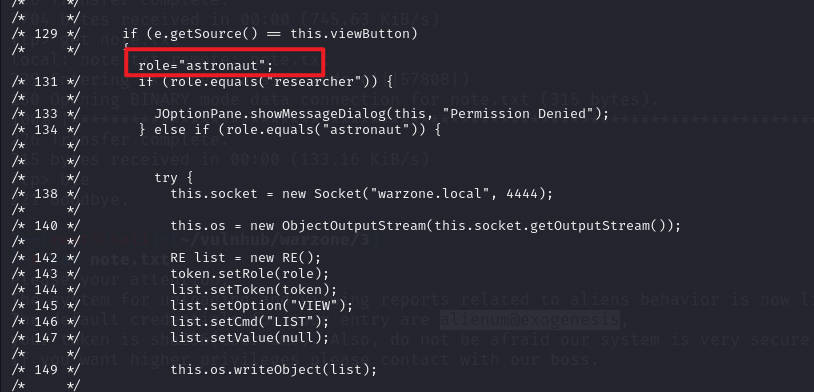 /*     */
/*     */
/* 129 */     if (e.getSource() == this.viewButton)
/*     */     {
role="astronaut";
/* 131 */       if (role.equals("researcher")) {
/*     */
/* 133 */         JOptionPane.showMessageDialog(this, "Permission Denied");
/* 134 */       } else if (role.equals("astronaut")) {
/*     */
/*     */
/*     */         try {
/* 138 */           this.socket = new Socket("warzone.local", 4444);
/*     */
/* 140 */           this.os = new ObjectOutputStream(this.socket.getOutputStream());
/*     */
/* 142 */           RE list = new RE();
/* 143 */           token.setRole(role);
/* 144 */           list.setToken(token);
/* 145 */           list.setOption("VIEW");
/* 146 */           list.setCmd("LIST");
/* 147 */           list.setValue(null);
/*     */
/* 149 */           this.os.writeObject(list);
/*     */